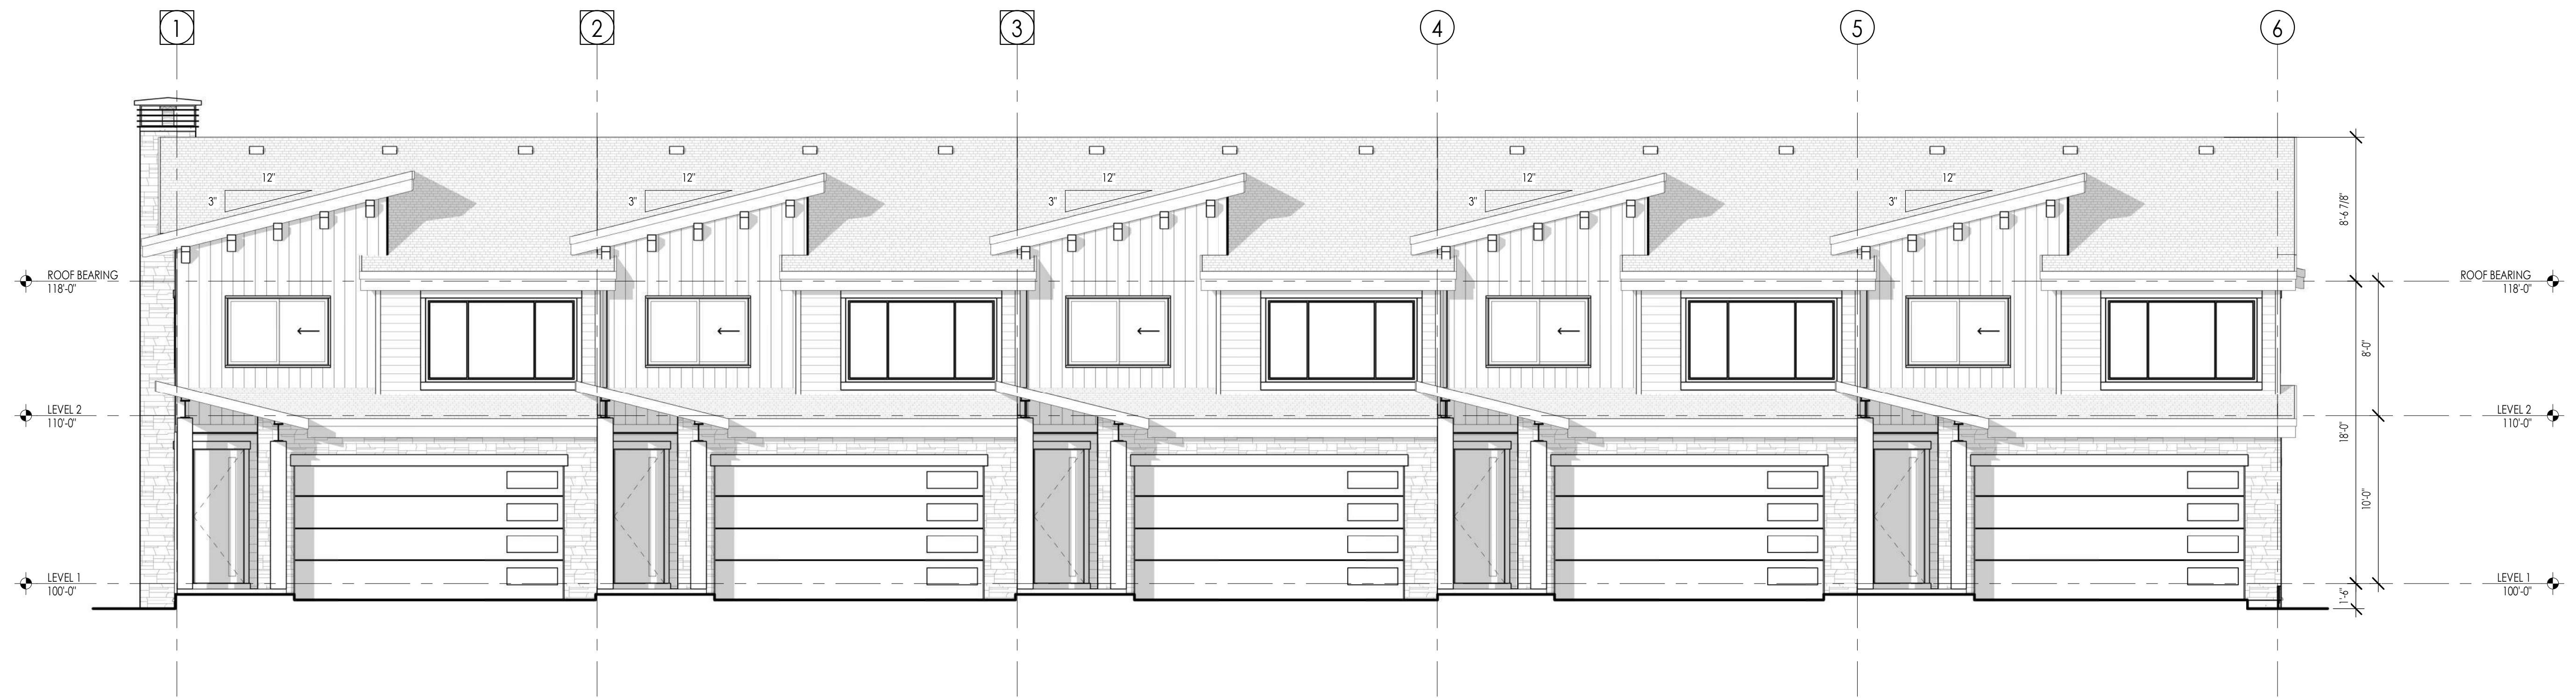 1 2 3 4 5 6
12" 12" 12" 12" 12"
3" 3" 3" 3" 3"
8'-6 7/8"
ROOF BEARING ROOF BEARING
118'-0" 118'-0"
8'-0"
LEVEL 2 LEVEL 2
110'-0" 110'-0"
18'-0"
10'-0"
LEVEL 1 LEVEL 1
100'-0" 100'-0"
1'-6"